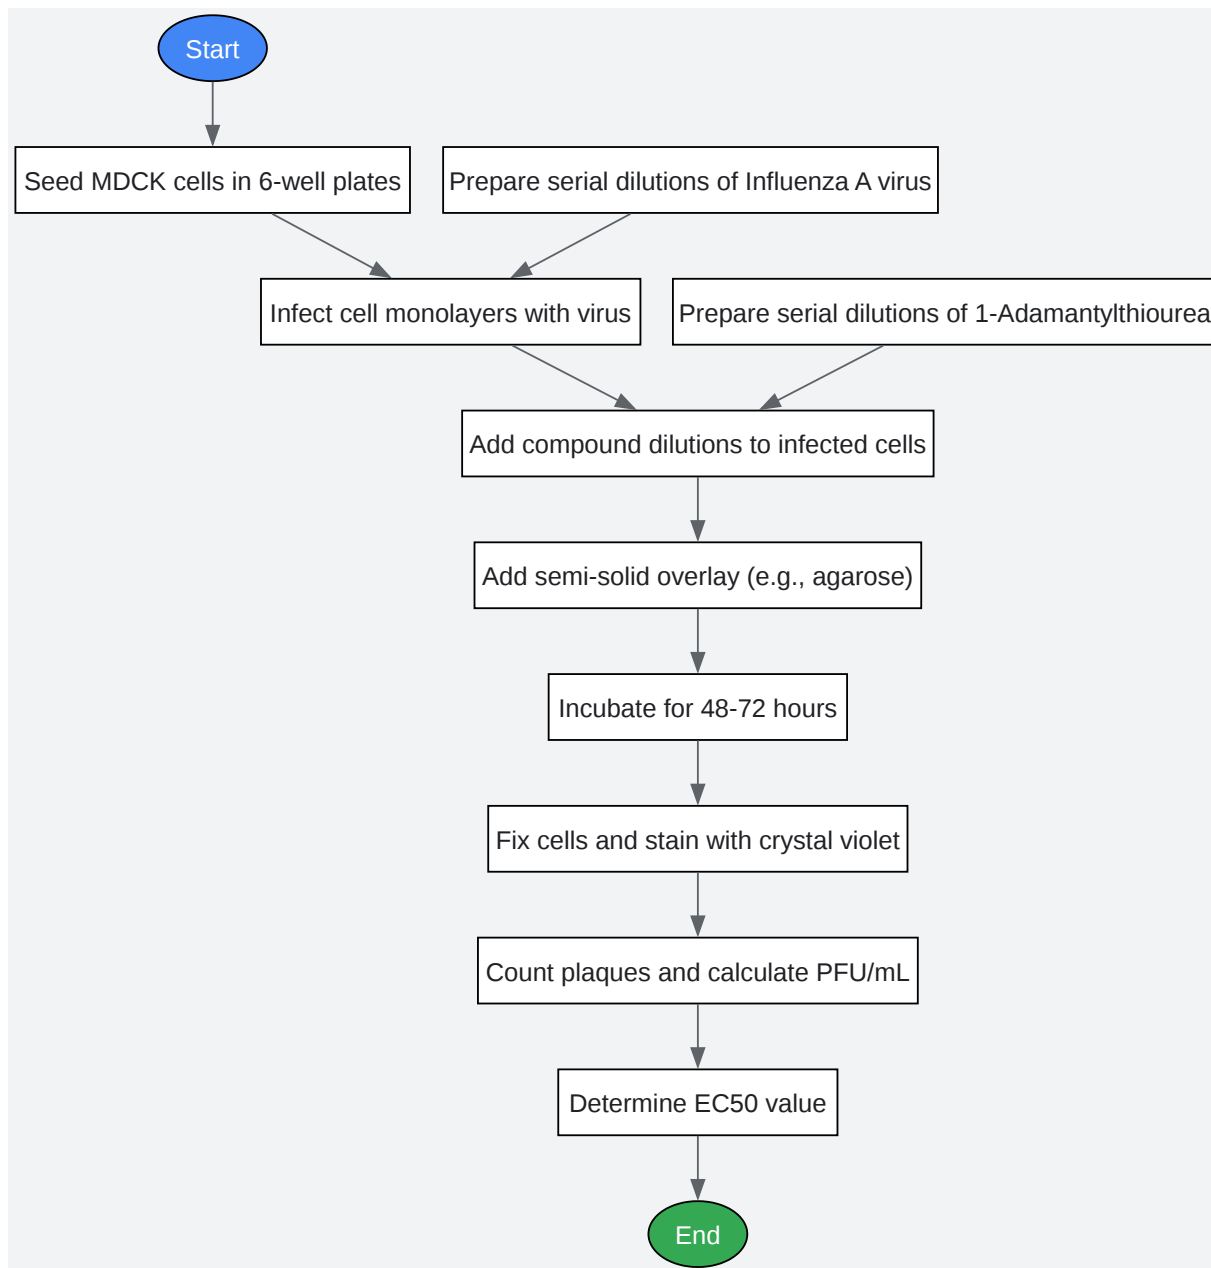 Start
Seed MDCK cells in 6-well plates
Prepare serial dilutions of Influenza A virus
Infect cell monolayers with virus
Prepare serial dilutions of 1-Adamantylthiourea
Add compound dilutions to infected cells
Add semi-solid overlay (e.g., agarose)
Incubate for 48-72 hours
Fix cells and stain with crystal violet
Count plaques and calculate PFU/mL
Determine EC50 value
End